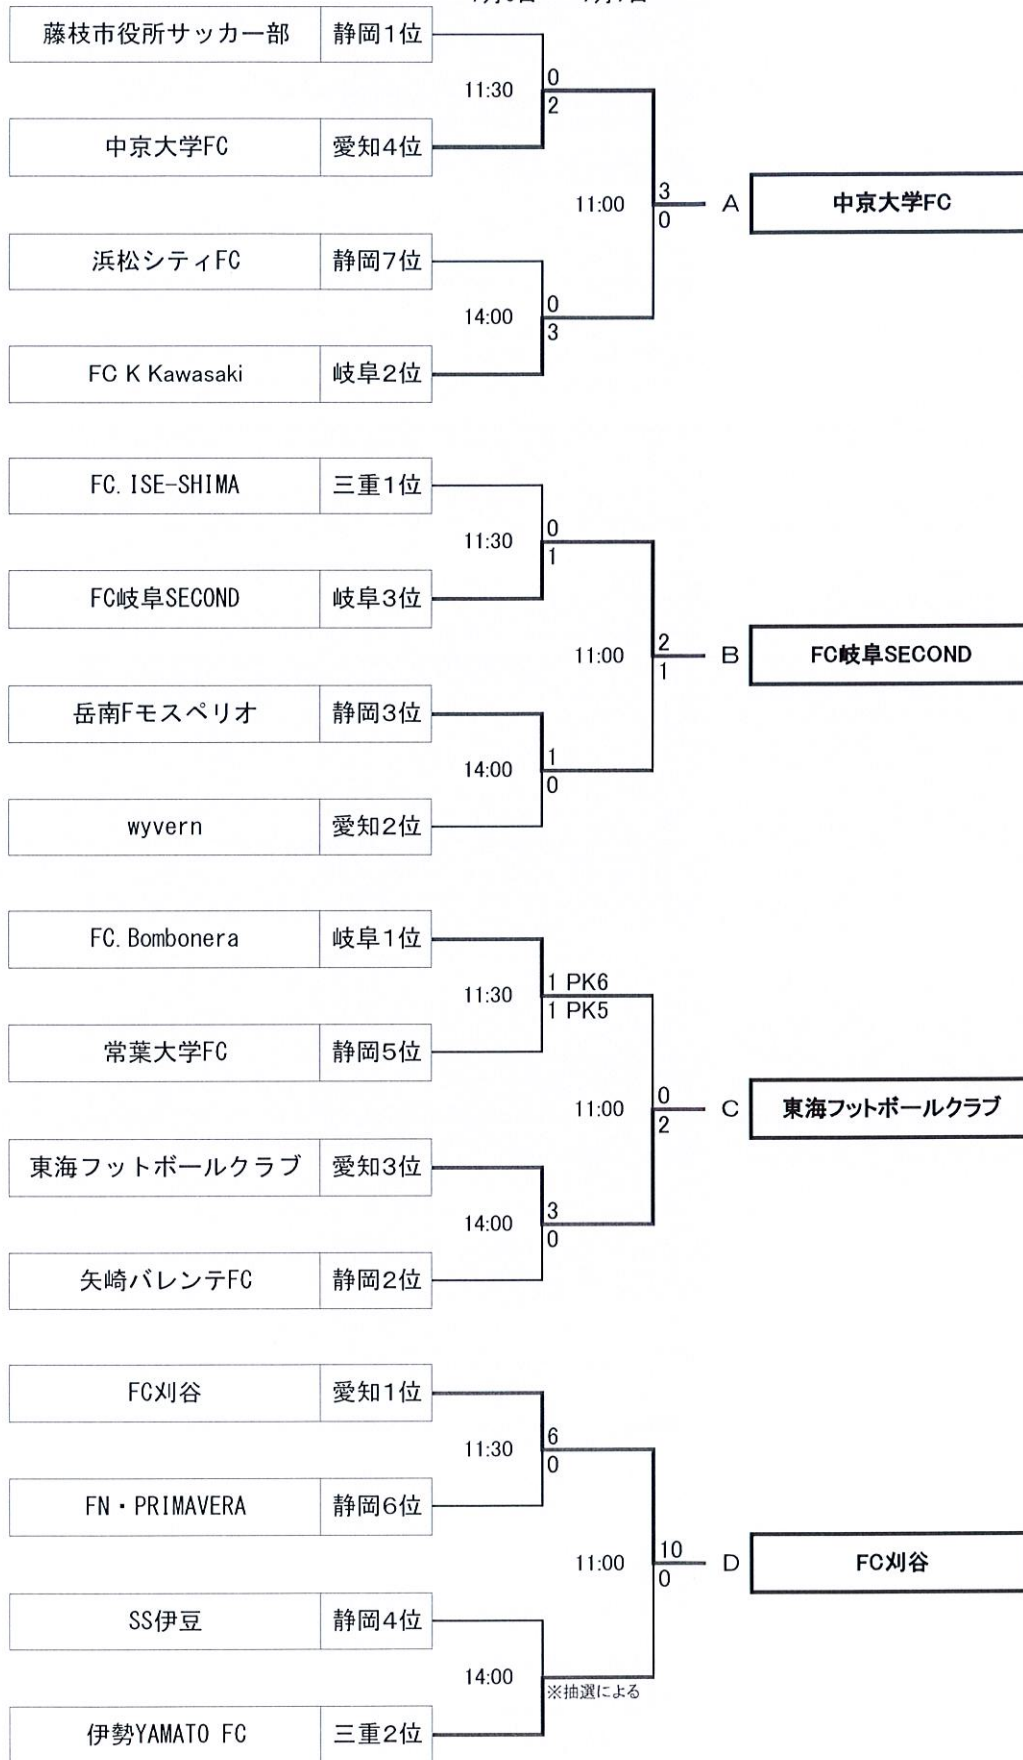 藤枝市役所サッカー部 静岡1位
11:30
0
2
中京大学FC 愛知4位
11:00
3
0
A 中京大学FC
浜松シティFC 静岡7位
14:00
0
3
FC K Kawasaki 岐阜2位
FC.ISE-SHIMA 三重1位
11:30
0
1
FC岐阜SECOND 岐阜3位
11:00
2
1
B FC岐阜SECOND
岳南Fモスペリオ 静岡3位
14:00
1
0
wyvern 愛知2位
FC.Bombonera 岐阜1位
11:30
1 PK6
1 PK5
常葉大学FC 静岡5位
11:00
0
2
C 東海フットボールクラブ
東海フットボールクラブ 愛知3位
14:00
3
0
矢崎バレンテFC 静岡2位
FC刈谷 愛知1位
11:30
6
0
FN・PRIMAVERA 静岡6位
11:00
10
0
D FC刈谷
SS伊豆 静岡4位
14:00
※抽選による
伊勢YAMATO FC 三重2位